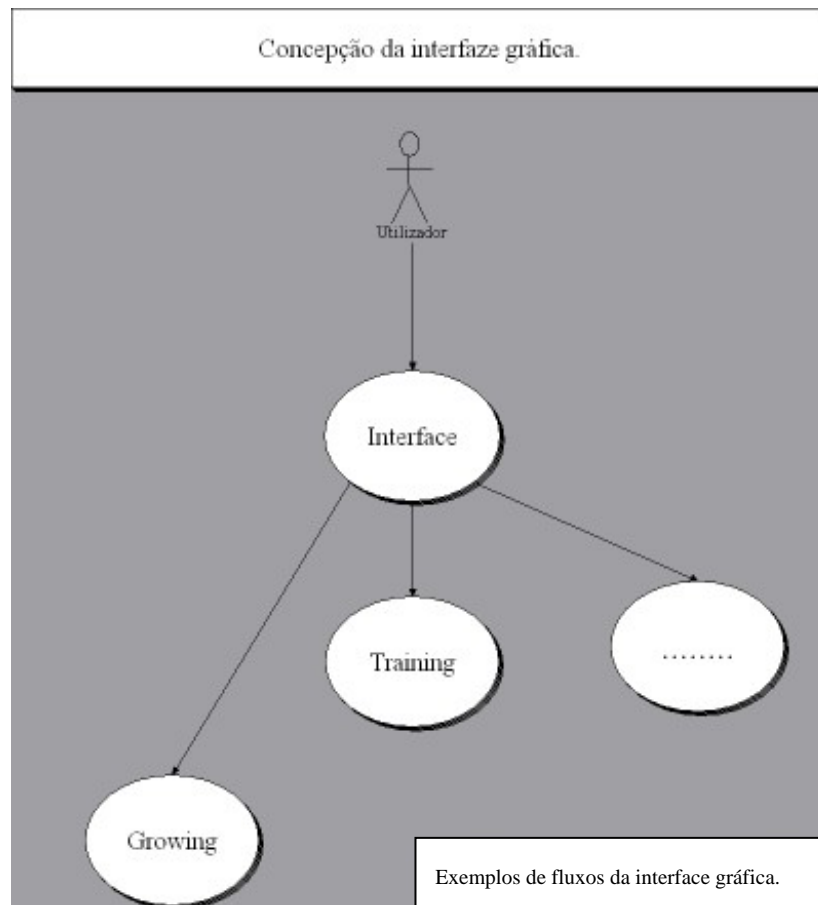 Concepção da interfaze gráfica.
Utilizador
Interface
Training
........
Growing
Exemplos de fluxos da interface gráfica.